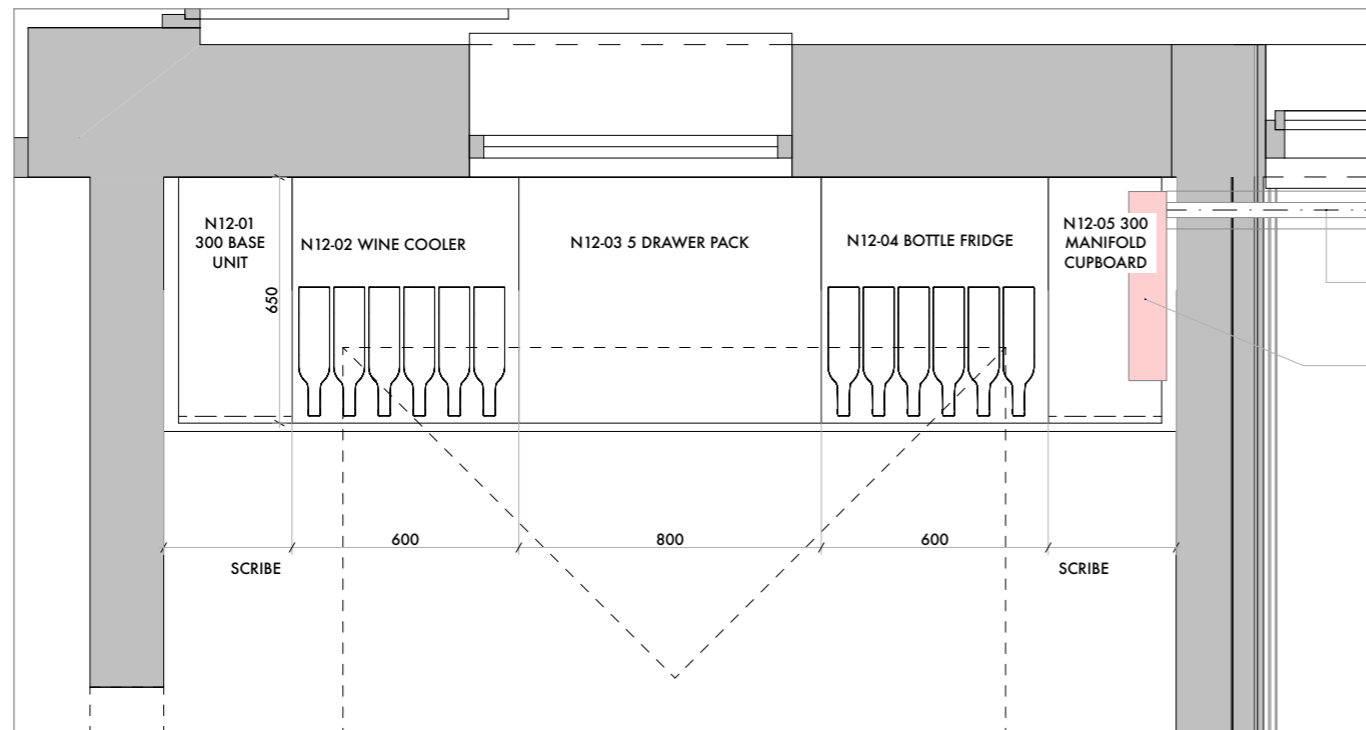 N12-01
300 BASE
UNIT
N12-02 WINE COOLER
N12-03 5 DRAWER PACK
N12-04 BOTTLE FRIDGE
N12-05 300
MANIFOLD
CUPBOARD
650
600
800
600
SCRIBE
SCRIBE